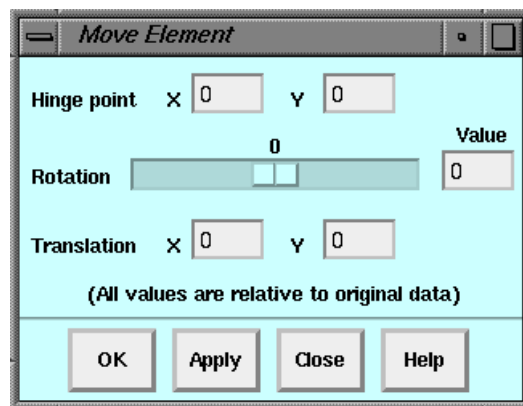 Move Element
Hinge point X 0 Y 0
0 Value
Rotation 0
Translation X 0 Y 0
(All values are relative to original data)
OK Apply Close Help